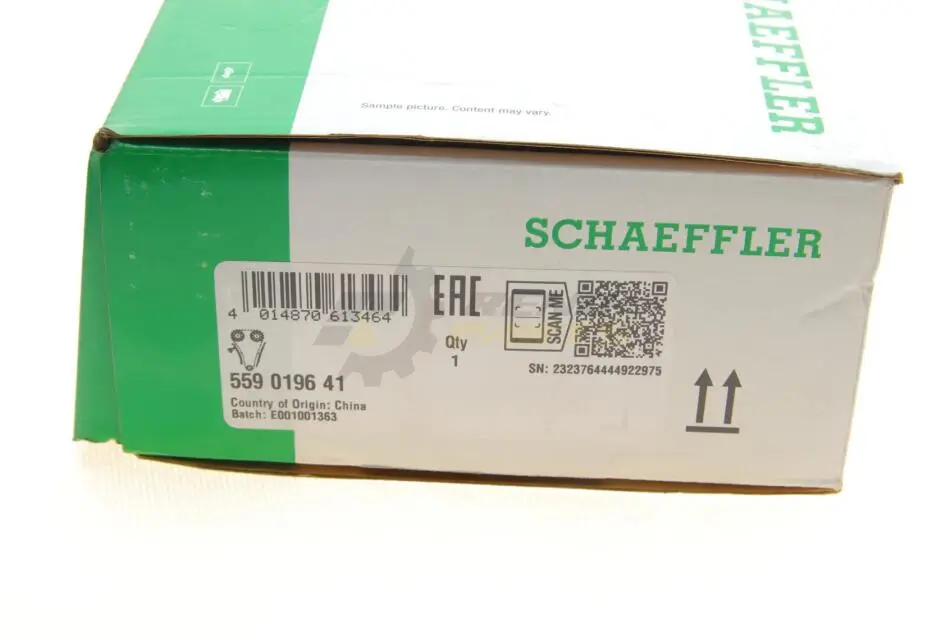 SCHAEFFLER
Sample picture. Content may vary.
SCHAEFFLER
4 014870 613464
EAC
Qty
1
SCAN ME
SN: 2323764444922975
559 0196 41
Country of Origin: China
Batch: E001001363